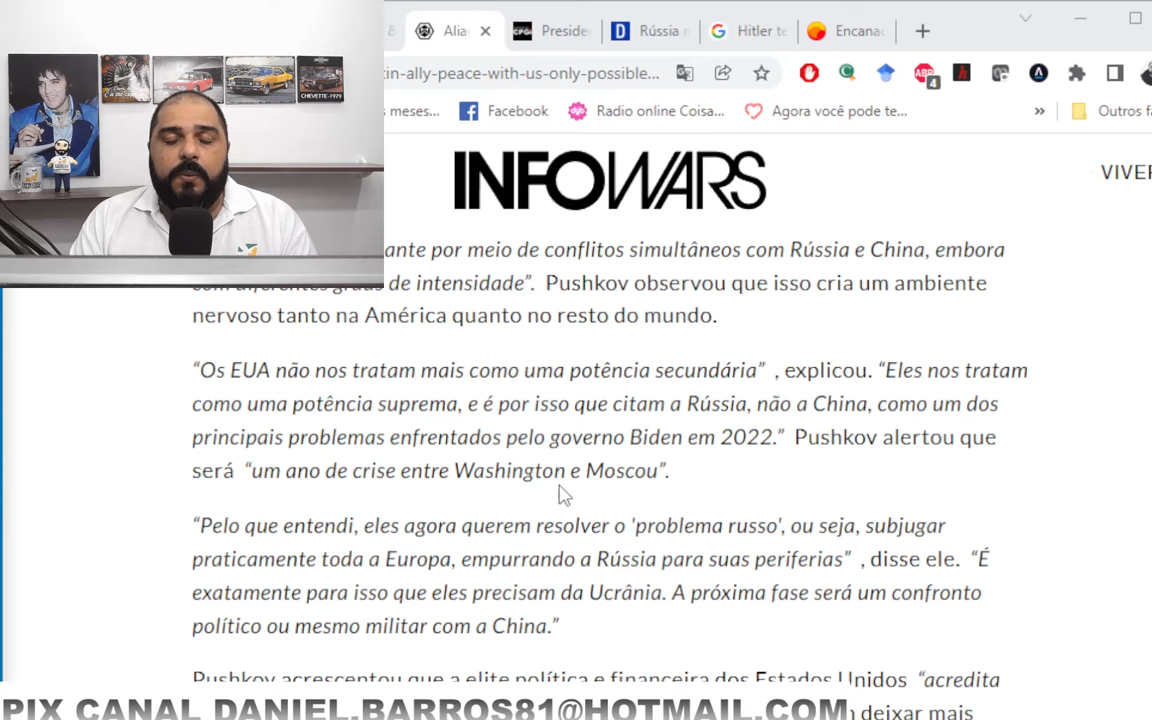 Alia
Preside
Rússia
Hitler te
Encanac
in-ally-peace-with-us-only-possible...
4
meses...
Facebook
Radio online Coisa...
Agora você pode te...
»
Outros fa
CHEVETTE-1979
INFOWARS
VIVER
ante por meio de conflitos simultâneos com Rússia e China, embora
com diferentes graus de intensidade”. Pushkov observou que isso cria um ambiente
nervoso tanto na América quanto no resto do mundo.
“Os EUA não nos tratam mais como uma potência secundária” , explicou. “Eles nos tratam
como uma potência suprema, e é por isso que citam a Rússia, não a China, como um dos
principais problemas enfrentados pelo governo Biden em 2022.” Pushkov alertou que
será “um ano de crise entre Washington e Moscou”.
“Pelo que entendi, eles agora querem resolver o 'problema russo', ou seja, subjugar
praticamente toda a Europa, empurrando a Rússia para suas periferias” , disse ele. “É
exatamente para isso que eles precisam da Ucrânia. A próxima fase será um confronto
político ou mesmo militar com a China.”
Pushkov acrescentou que a elite política e financeira dos Estados Unidos “acredita
deixar mais
PIX CANAL DANIEL.BARROS81@HOTMAIL.COM